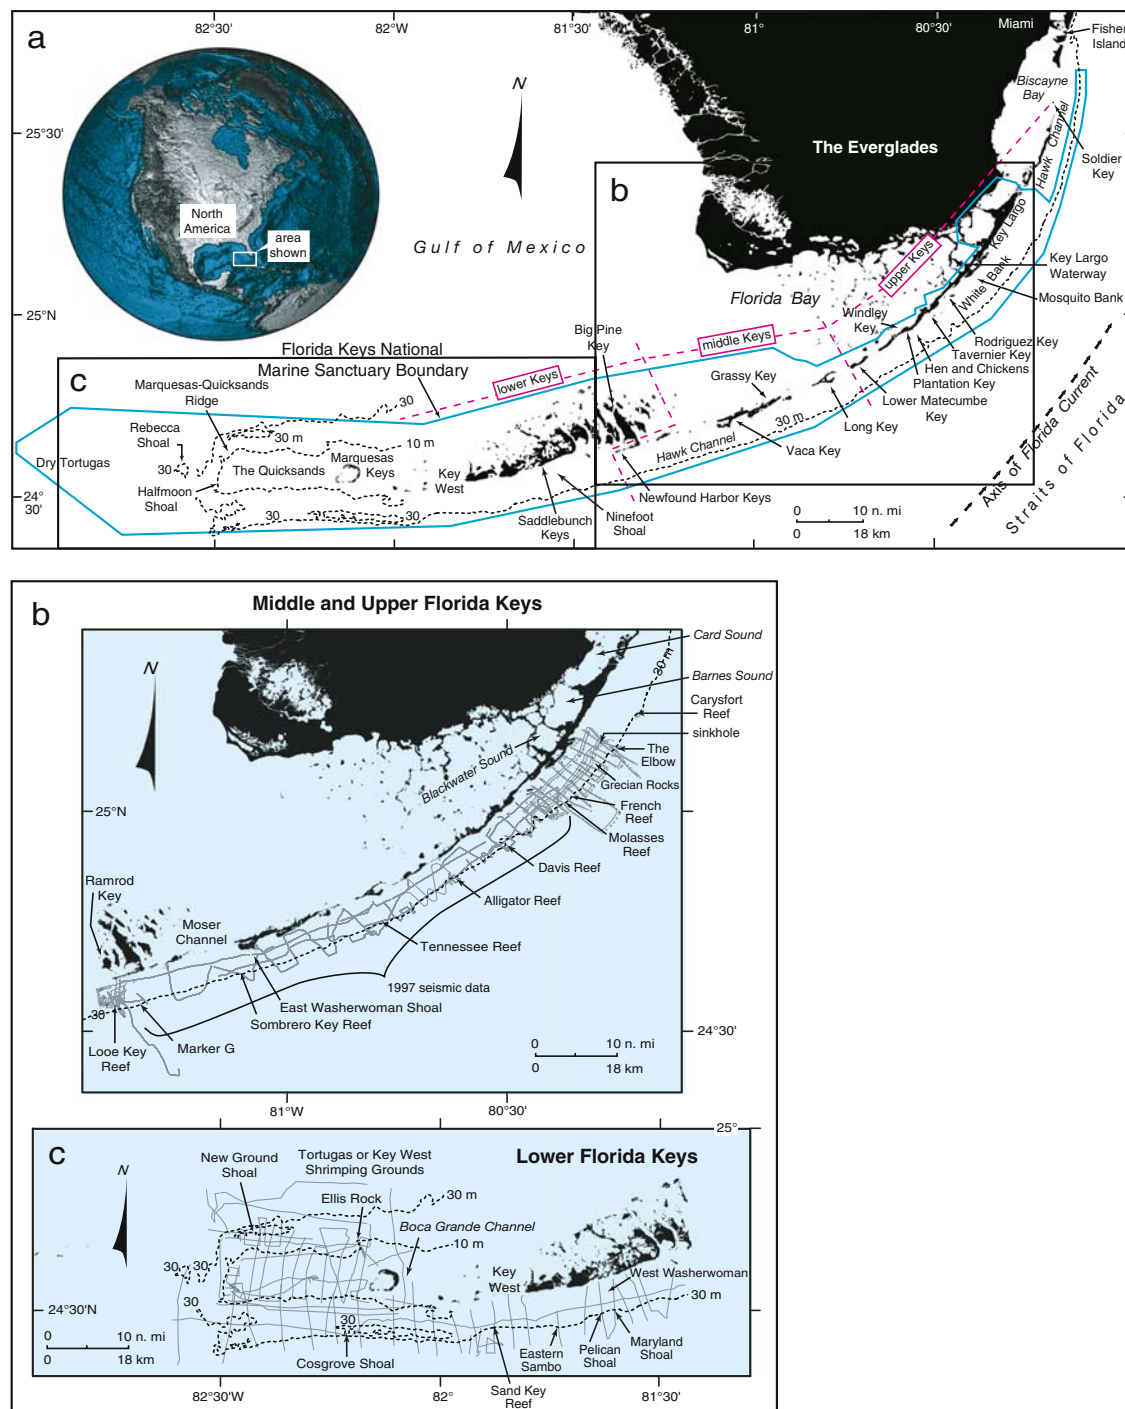 82°30'
82°W
81°30'
81°
80°30'
Miami
a
Fisher
Island
N
Biscayne
Bay
25°30'
Hawk Channel
The Everglades
Soldier
Key
b
North
America
area
shown
Gulf of Mexico
upper Keys
Key Largo
Key Largo
Waterway
White Bank
Mosquito Bank
Florida Bay
25°N
Windley
Key
Big Pine
Key
middle Keys
Rodriguez Key
Tavernier Key
Hen and Chickens
Plantation Key
Lower Matecumbe
Key
Florida Keys National
Marine Sanctuary Boundary
c
lower Keys
Marquesas-Quicksands
Ridge
30
Grassy Key
Axis of Florida Current
Straits of Florida
Rebecca
Shoal
30 m
10 m
30 m
Long Key
Dry Tortugas
30
The Quicksands
Marquesas
Keys
Key
West
Hawk Channel
Vaca Key
Halfmoon
Shoal
24°
30'
Newfound Harbor Keys
30
30
Saddlebunch
Keys
Ninefoot
Shoal
0 10 n. mi
0 18 km
b
Middle and Upper Florida Keys
N
Card Sound
30 m
Barnes Sound
Carysfort
Reef
sinkhole
The
Elbow
Blackwater Sound
Grecian Rocks
25°N
French
Reef
Molasses
Reef
Davis Reef
Ramrod
Key
Alligator Reef
Moser
Channel
Tennessee Reef
1997 seismic data
East Washerwoman Shoal
30
Sombrero Key Reef
24°30'
Looe Key
Reef
Marker G
0 10 n. mi
0 18 km
81°W
80°30'
25°
c
Lower Florida Keys
N
New Ground
Shoal
Tortugas or Key West
Shrimping Grounds
30 m
Ellis Rock
Boca Grande Channel
10 m
30
30
Key
West
West Washerwoman
30 m
30
24°30'N
30
0 10 n. mi
0 18 km
Cosgrove Shoal
Eastern
Sambo
Pelican
Shoal
Maryland
Shoal
Sand Key
Reef
82°30'W
82°
81°30'